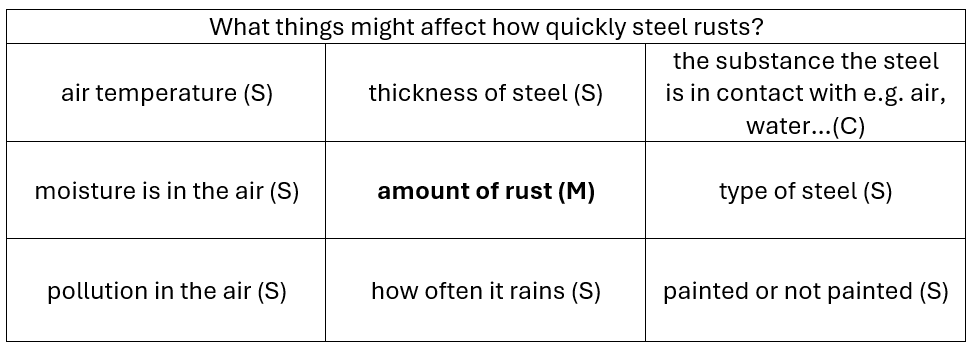 What things might affect how quickly steel rusts?
air temperature (S)
thickness of steel (S)
the substance the steel
is in contact with e.g. air,
water...(C)
moisture is in the air (S)
amount of rust (M)
type of steel (S)
pollution in the air (S)
how often it rains (S)
painted or not painted (S)